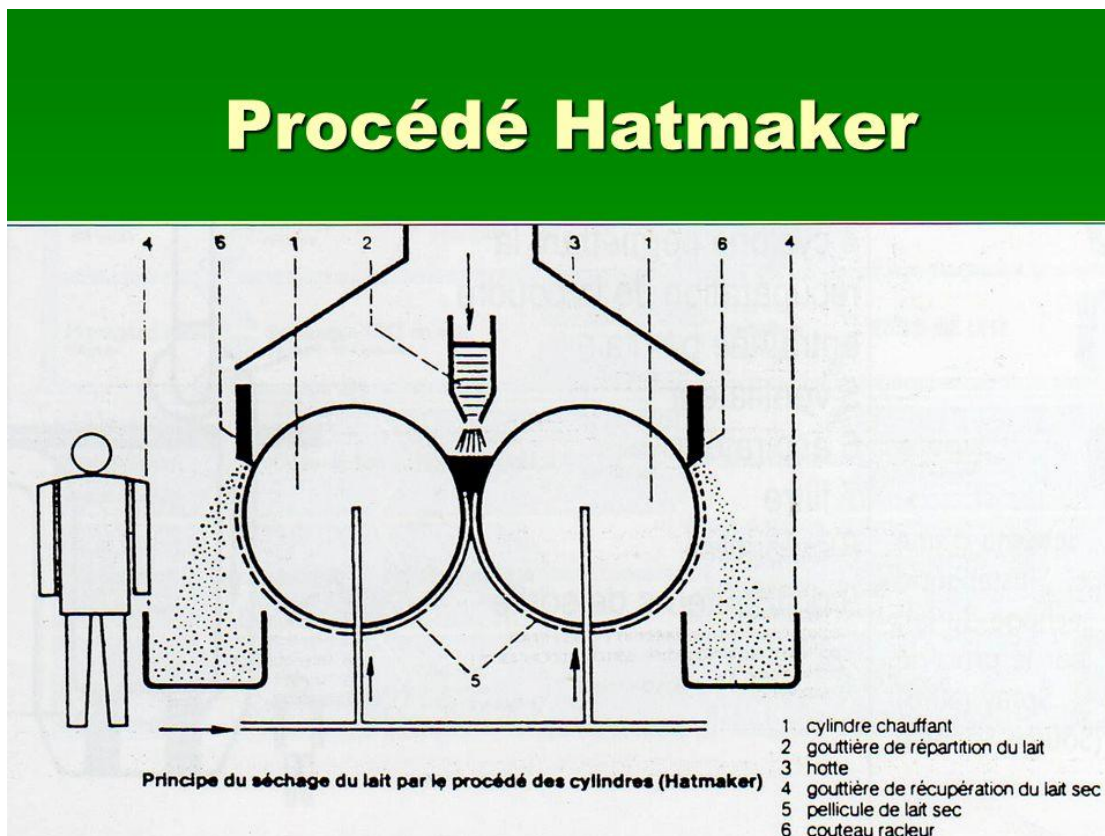 Procédé Hatmaker
4 6 1 2 3 1 6 4
5
1 cylindre chauffant
2 gouttière de répartition du lait
3 hotte
4 gouttière de récupération du lait sec
5 pellicule de lait sec
6 couteau racleur
Principe du séchage du lait par le procédé des cylindres (Hatmaker)